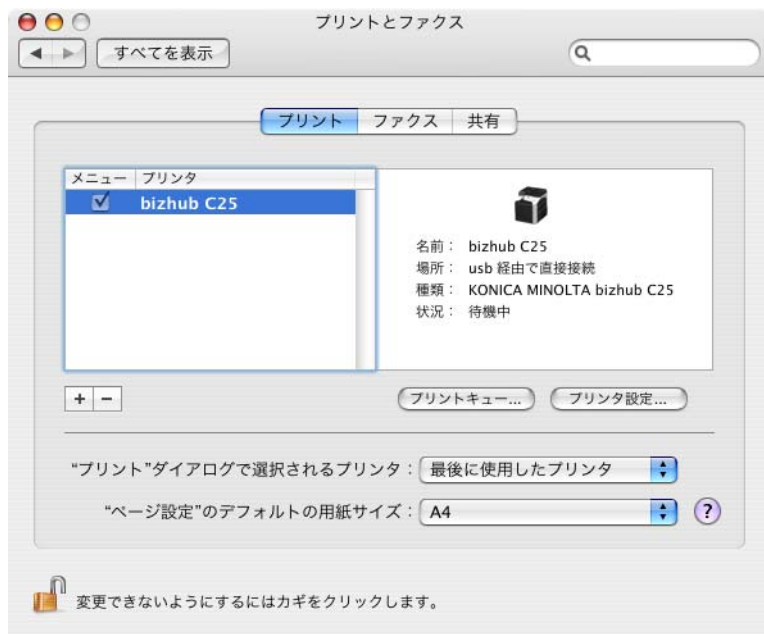 プリントとファクス
すべてを表示
プリント ファクス 共有
メニュー プリンタ
bizhub C25
名前： bizhub C25
場所： usb 経由で直接接続
種類： KONICA MINOLTA bizhub C25
状況： 待機中
+ −
プリントキュー... プリンタ設定...
“プリント”ダイアログで選択されるプリンタ： 最後に使用したプリンタ
“ページ設定”のデフォルトの用紙サイズ： A4 ?
変更できないようにするにはカギをクリックします。